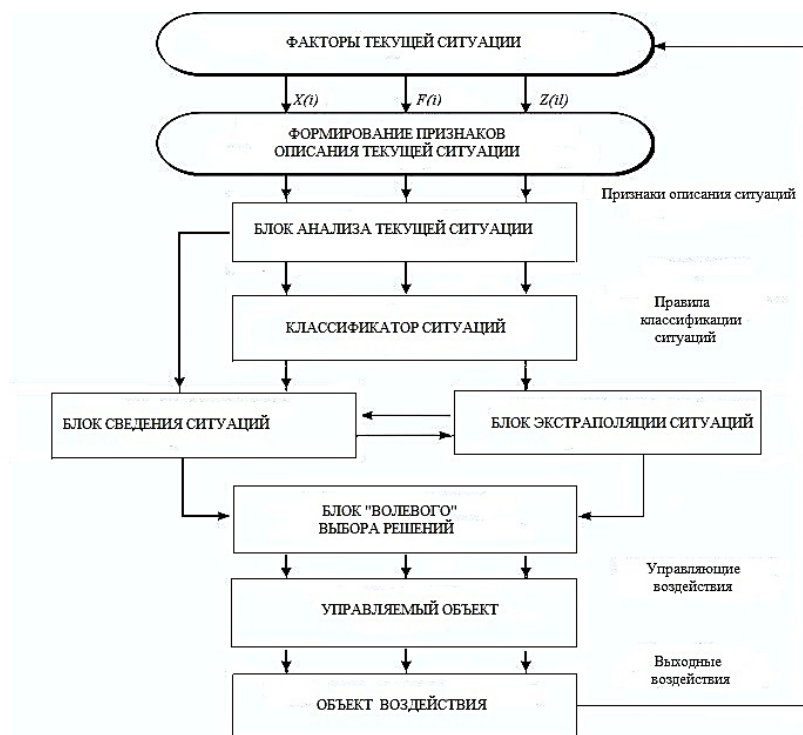 ФАКТОРЫ ТЕКУЩЕЙ СИТУАЦИИ
X(i)
F(i)
Z(il)
ФОРМИРОВАНИЕ ПРИЗНАКОВ
ОПИСАНИЯ ТЕКУЩЕЙ СИТУАЦИИ
Признаки описания ситуаций
БЛОК АНАЛИЗА ТЕКУЩЕЙ СИТУАЦИИ
Правила
классификации
ситуаций
КЛАССИФИКАТОР СИТУАЦИЙ
БЛОК СВЕДЕНИЯ СИТУАЦИЙ
БЛОК ЭКСТРАПОЛЯЦИИ СИТУАЦИЙ
БЛОК "ВОЛЕВОГО"
ВЫБОРА РЕШЕНИЙ
Управляющие
воздействия
УПРАВЛЯЕМЫЙ ОБЪЕКТ
Выходные
воздействия
ОБЪЕКТ ВОЗДЕЙСТВИЯ